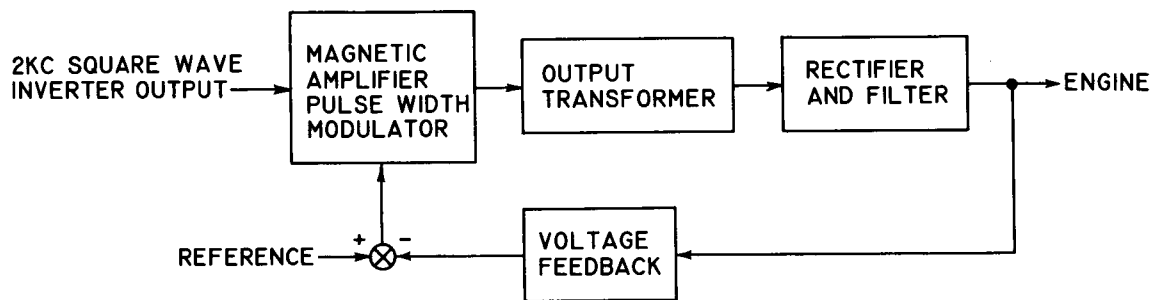 2KC SQUARE WAVE
INVERTER OUTPUT
MAGNETIC
AMPLIFIER
PULSE WIDTH
MODULATOR
OUTPUT
TRANSFORMER
RECTIFIER
AND FILTER
ENGINE
+ −
REFERENCE
VOLTAGE
FEEDBACK